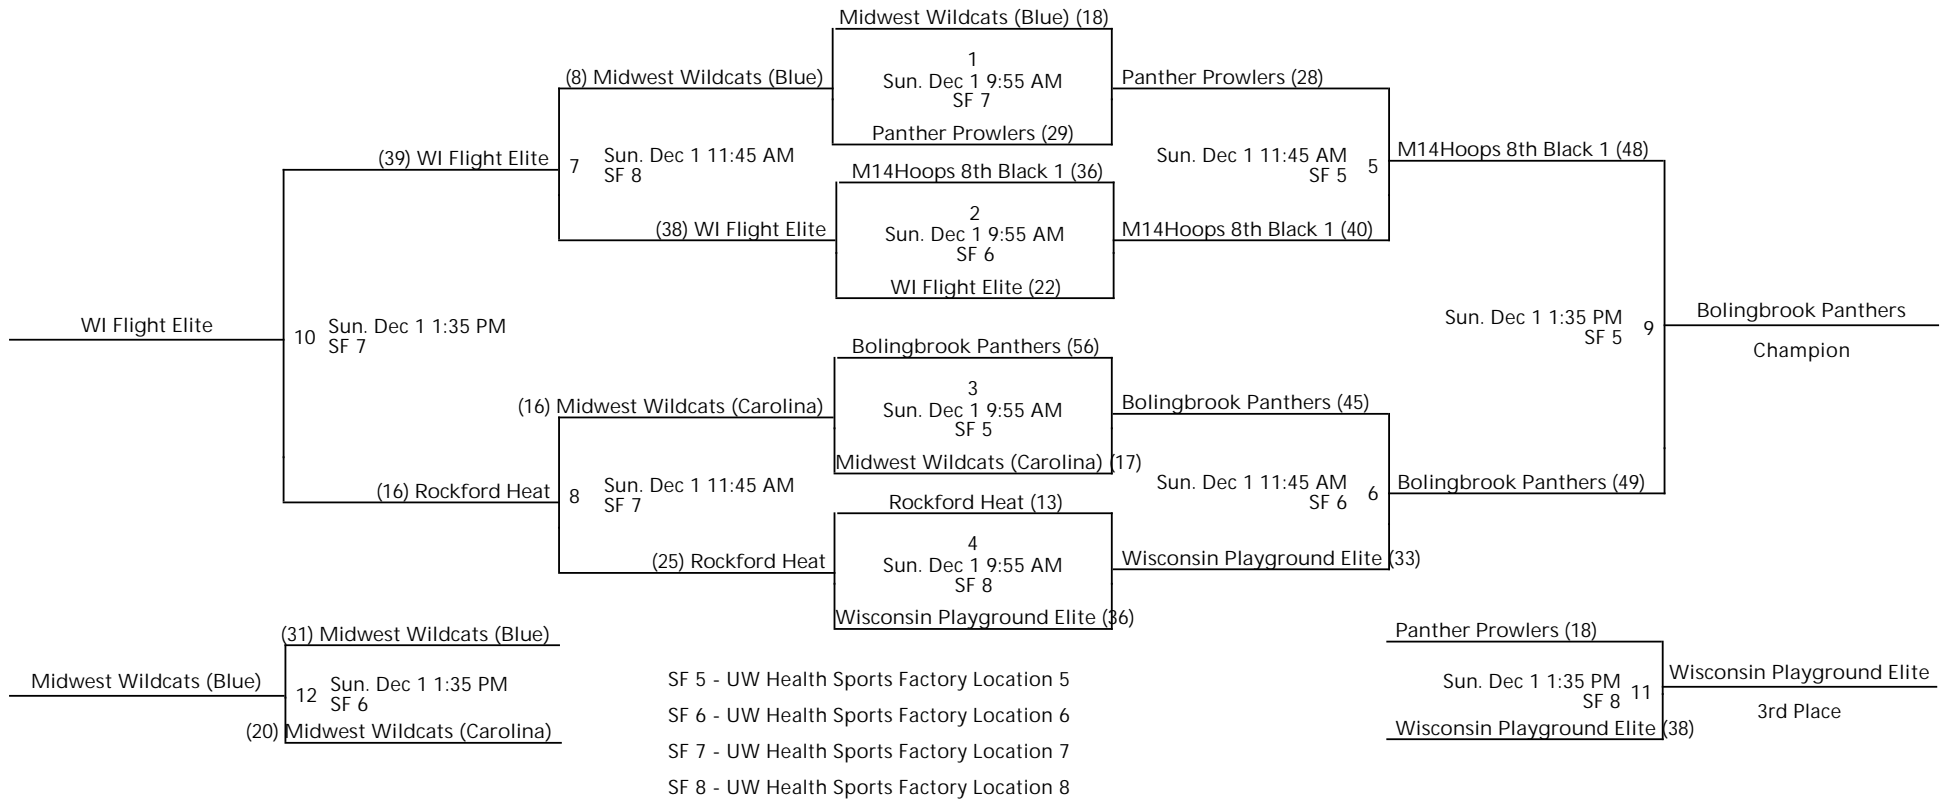 Midwest Wildcats (Blue) (18)
1
Sun. Dec 1 9:55 AM
SF 7
Panther Prowlers (29)
(8) Midwest Wildcats (Blue)
Panther Prowlers (28)
(39) WI Flight Elite
7
Sun. Dec 1 11:45 AM
SF 8
Sun. Dec 1 11:45 AM
SF 5
5
M14Hoops 8th Black 1 (48)
M14Hoops 8th Black 1 (36)
2
Sun. Dec 1 9:55 AM
SF 6
WI Flight Elite (22)
(38) WI Flight Elite
M14Hoops 8th Black 1 (40)
WI Flight Elite
10
Sun. Dec 1 1:35 PM
SF 7
Sun. Dec 1 1:35 PM
SF 5
9
Bolingbrook Panthers
Champion
Bolingbrook Panthers (56)
3
Sun. Dec 1 9:55 AM
SF 5
Midwest Wildcats (Carolina) (17)
(16) Midwest Wildcats (Carolina)
Bolingbrook Panthers (45)
(16) Rockford Heat
8
Sun. Dec 1 11:45 AM
SF 7
Sun. Dec 1 11:45 AM
SF 6
6
Bolingbrook Panthers (49)
Rockford Heat (13)
4
Sun. Dec 1 9:55 AM
SF 8
Wisconsin Playground Elite (36)
(25) Rockford Heat
Wisconsin Playground Elite (33)
(31) Midwest Wildcats (Blue)
Midwest Wildcats (Blue)
12
Sun. Dec 1 1:35 PM
SF 6
(20) Midwest Wildcats (Carolina)
SF 5 - UW Health Sports Factory Location 5
SF 6 - UW Health Sports Factory Location 6
SF 7 - UW Health Sports Factory Location 7
SF 8 - UW Health Sports Factory Location 8
Panther Prowlers (18)
Sun. Dec 1 1:35 PM
SF 8
11
Wisconsin Playground Elite
3rd Place
Wisconsin Playground Elite (38)